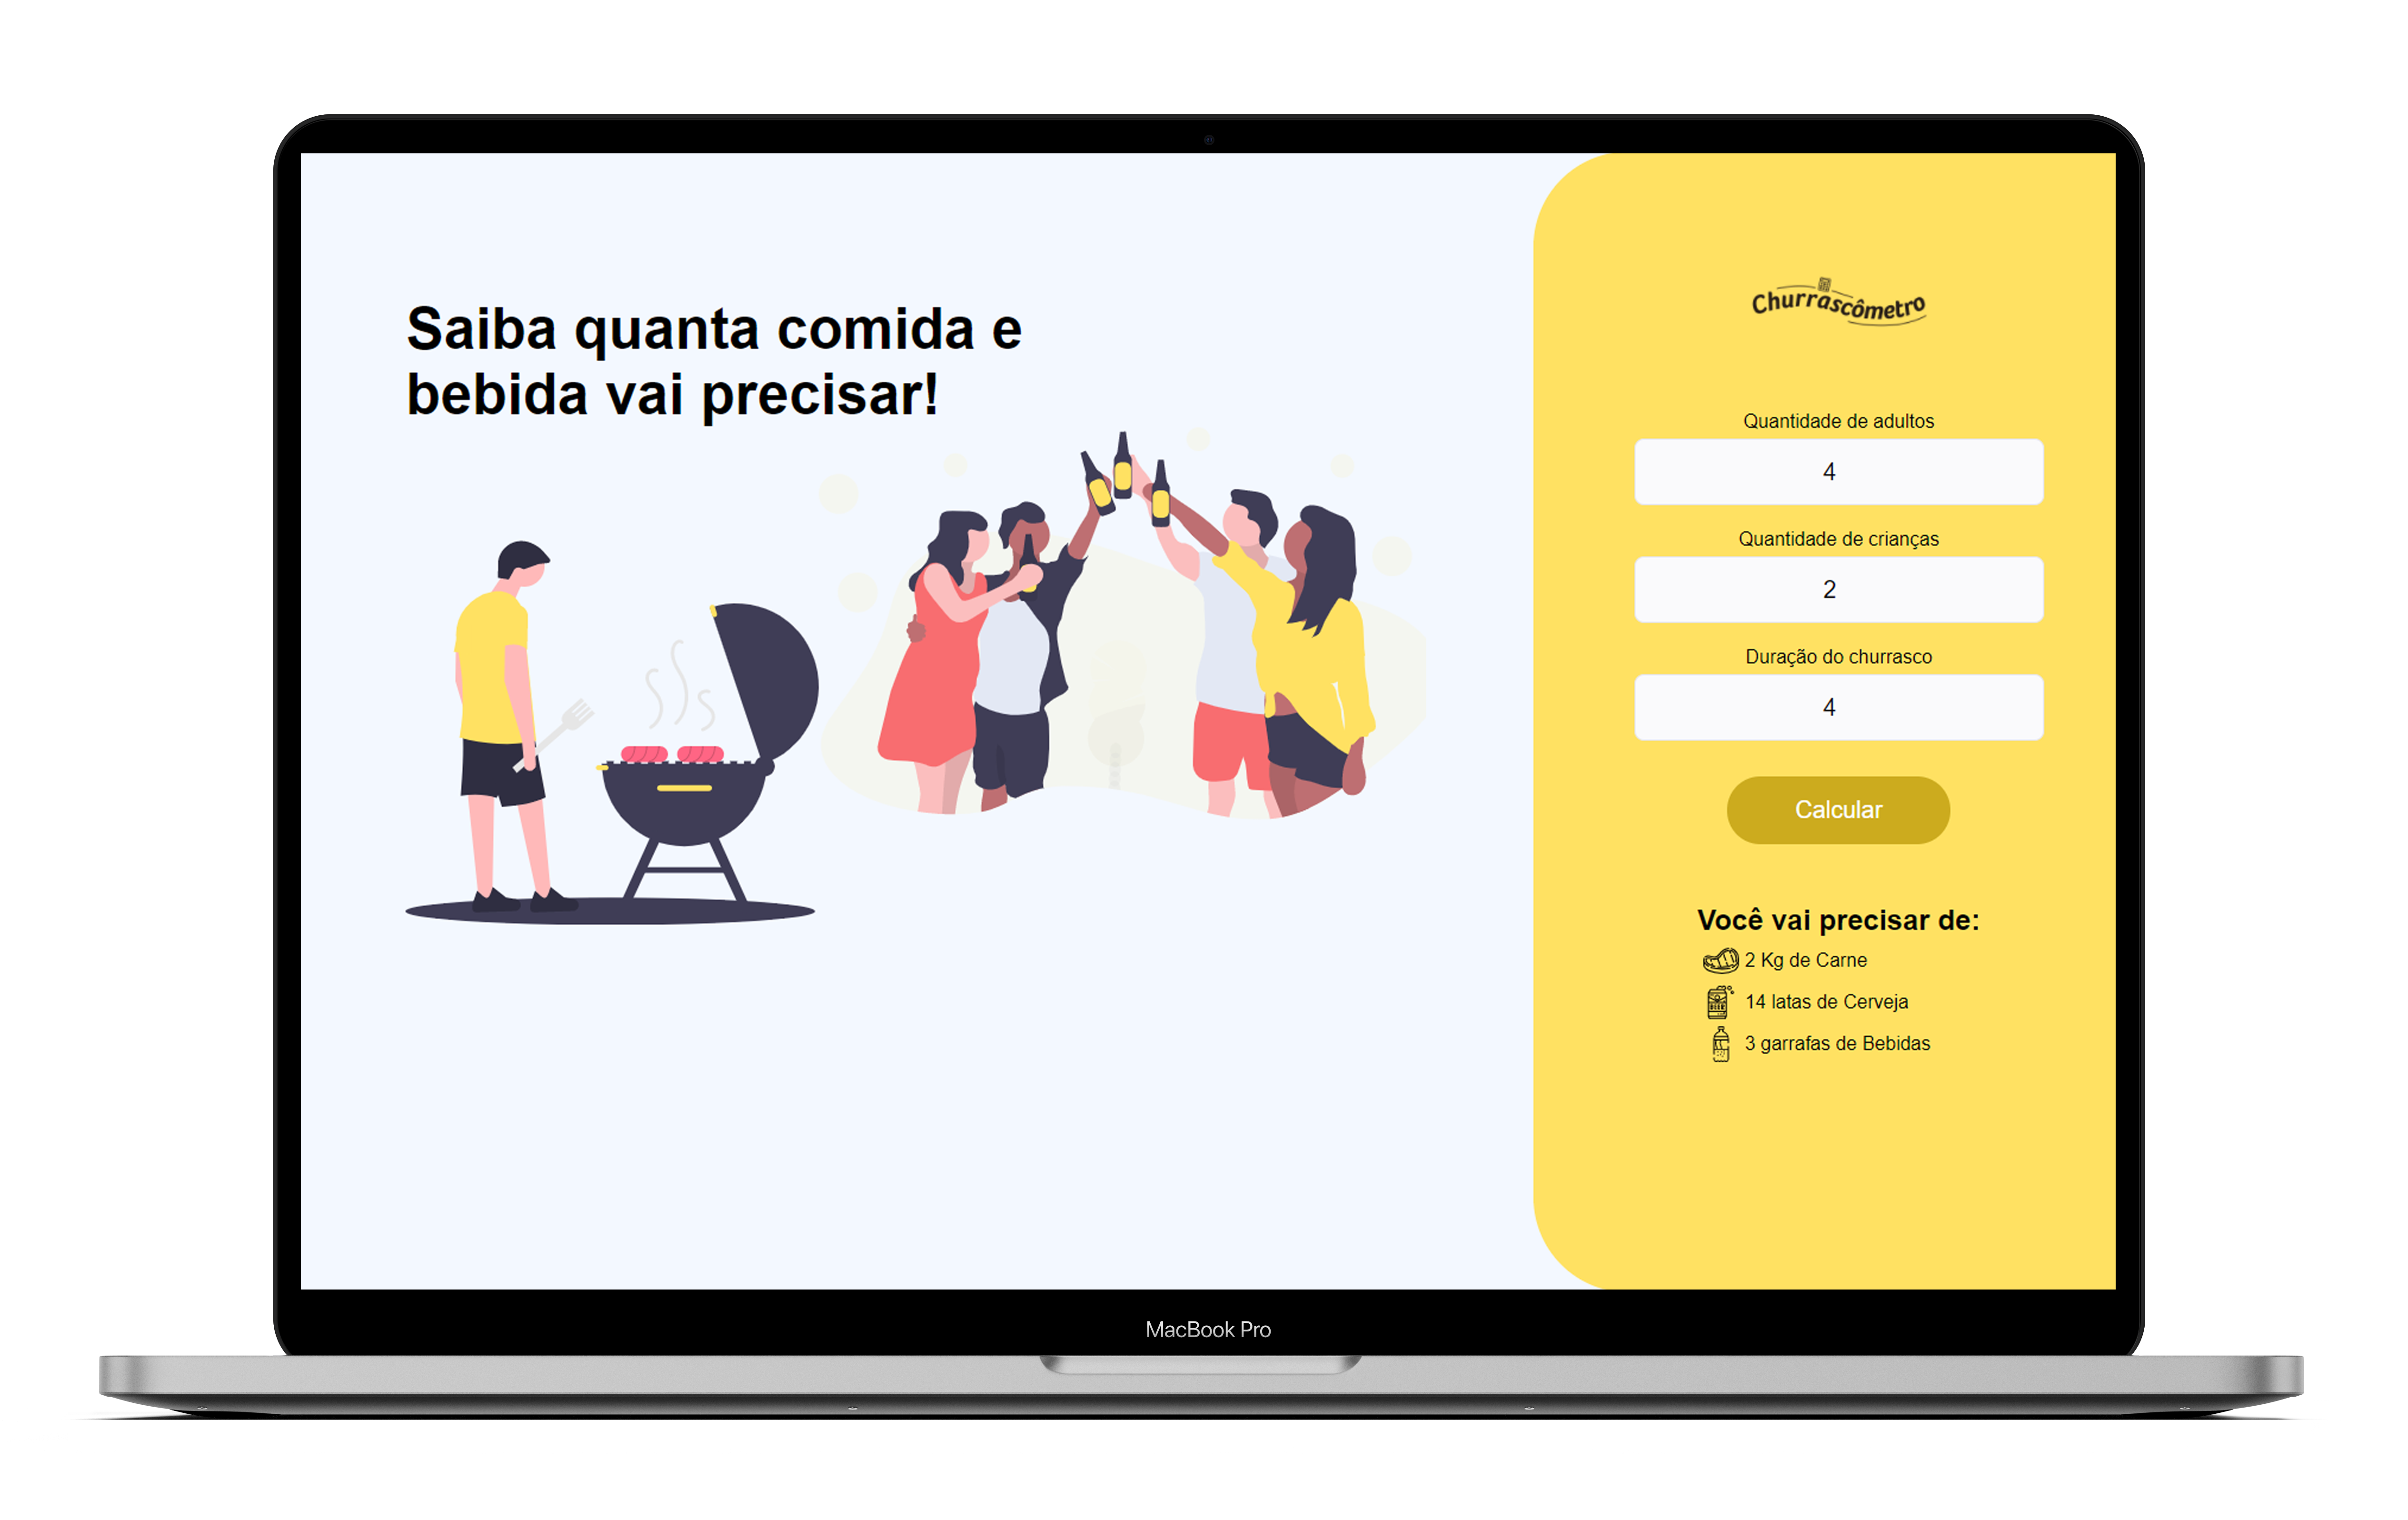 Saiba quanta comida e
bebida vai precisar!
Churrascômetro
Quantidade de adultos
4
Quantidade de crianças
2
Duração do churrasco
4
Calcular
Você vai precisar de:
2 Kg de Carne
14 latas de Cerveja
3 garrafas de Bebidas
MacBook Pro